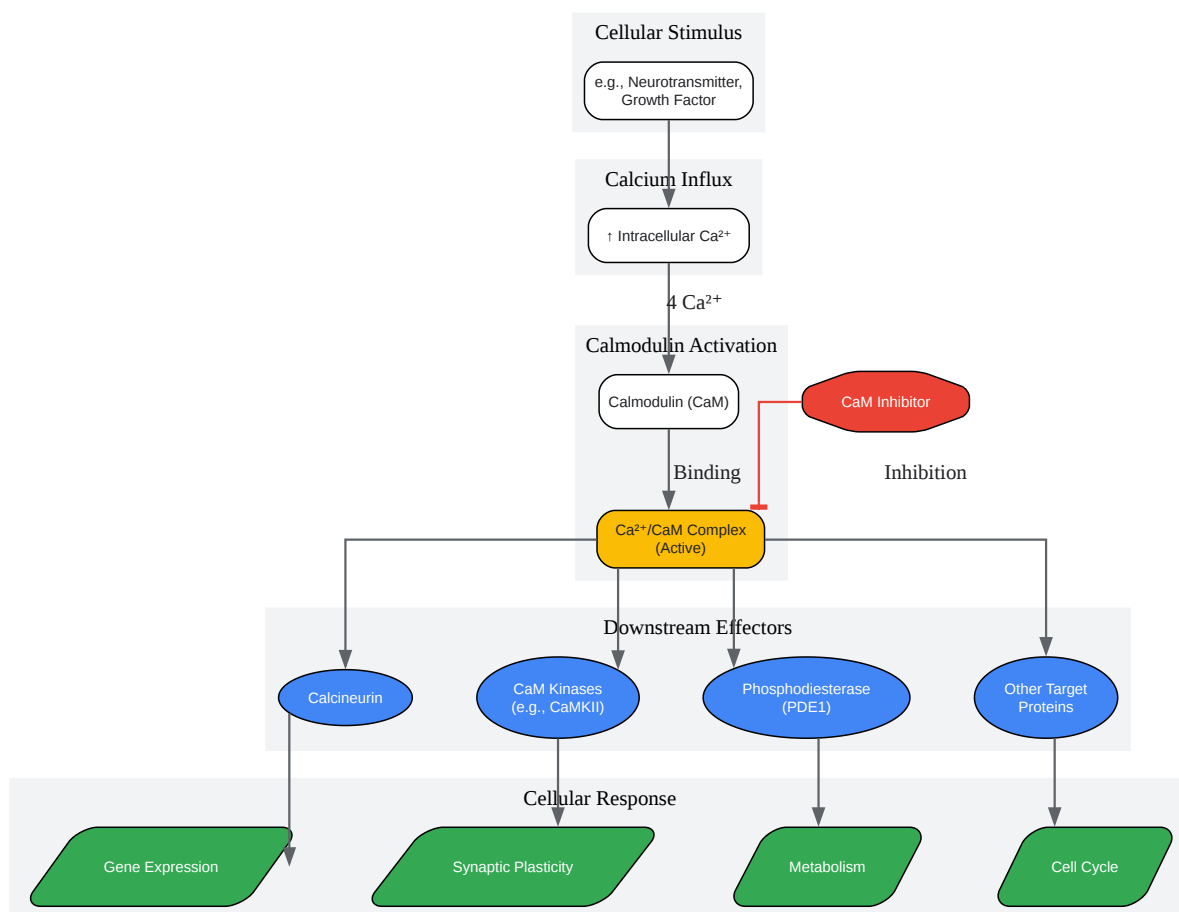 Cellular Stimulus
e.g., Neurotransmitter,
Growth Factor
Calcium Influx
↑ Intracellular Ca²⁺
4 Ca²⁺
Calmodulin Activation
Calmodulin (CaM)
CaM Inhibitor
Binding
Inhibition
Ca²⁺/CaM Complex
(Active)
Downstream Effectors
Calcineurin
CaM Kinases
(e.g., CaMKII)
Phosphodiesterase
(PDE1)
Other Target
Proteins
Cellular Response
Gene Expression
Synaptic Plasticity
Metabolism
Cell Cycle